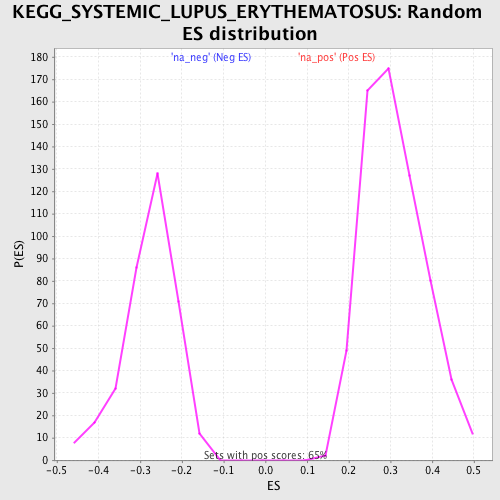 KEGG_SYSTEMIC_LUPUS_ERYTHEMATOSUS: Random
ES distribution
'na_neg' (Neg ES) 'na_pos' (Pos ES)
180
170
160
150
140
130
120
110
100
90
80
70
60
50
40
30
20
10
0
P(ES)
Sets with pos scores: 65%
-0.5 -0.4 -0.3 -0.2 -0.1 0.0 0.1 0.2 0.3 0.4 0.5
ES